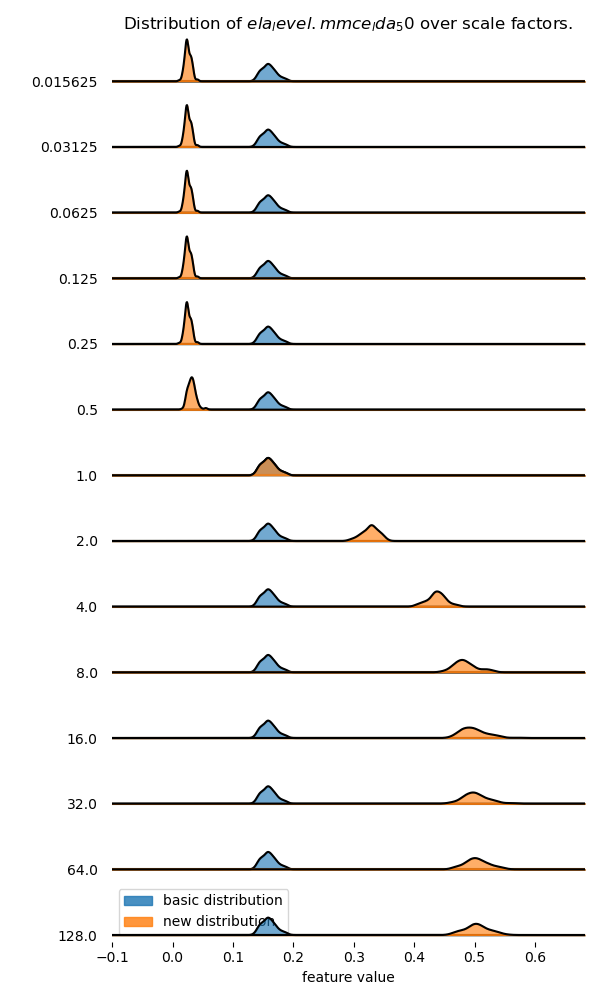 Distribution of ela_level.mmce_lda_50 over scale factors.
0.015625
0.03125
0.0625
0.125
0.25
0.5
1.0
2.0
4.0
8.0
16.0
32.0
64.0
basic distribution
new distribution
128.0
−0.1 0.0 0.1 0.2 0.3 0.4 0.5 0.6
feature value